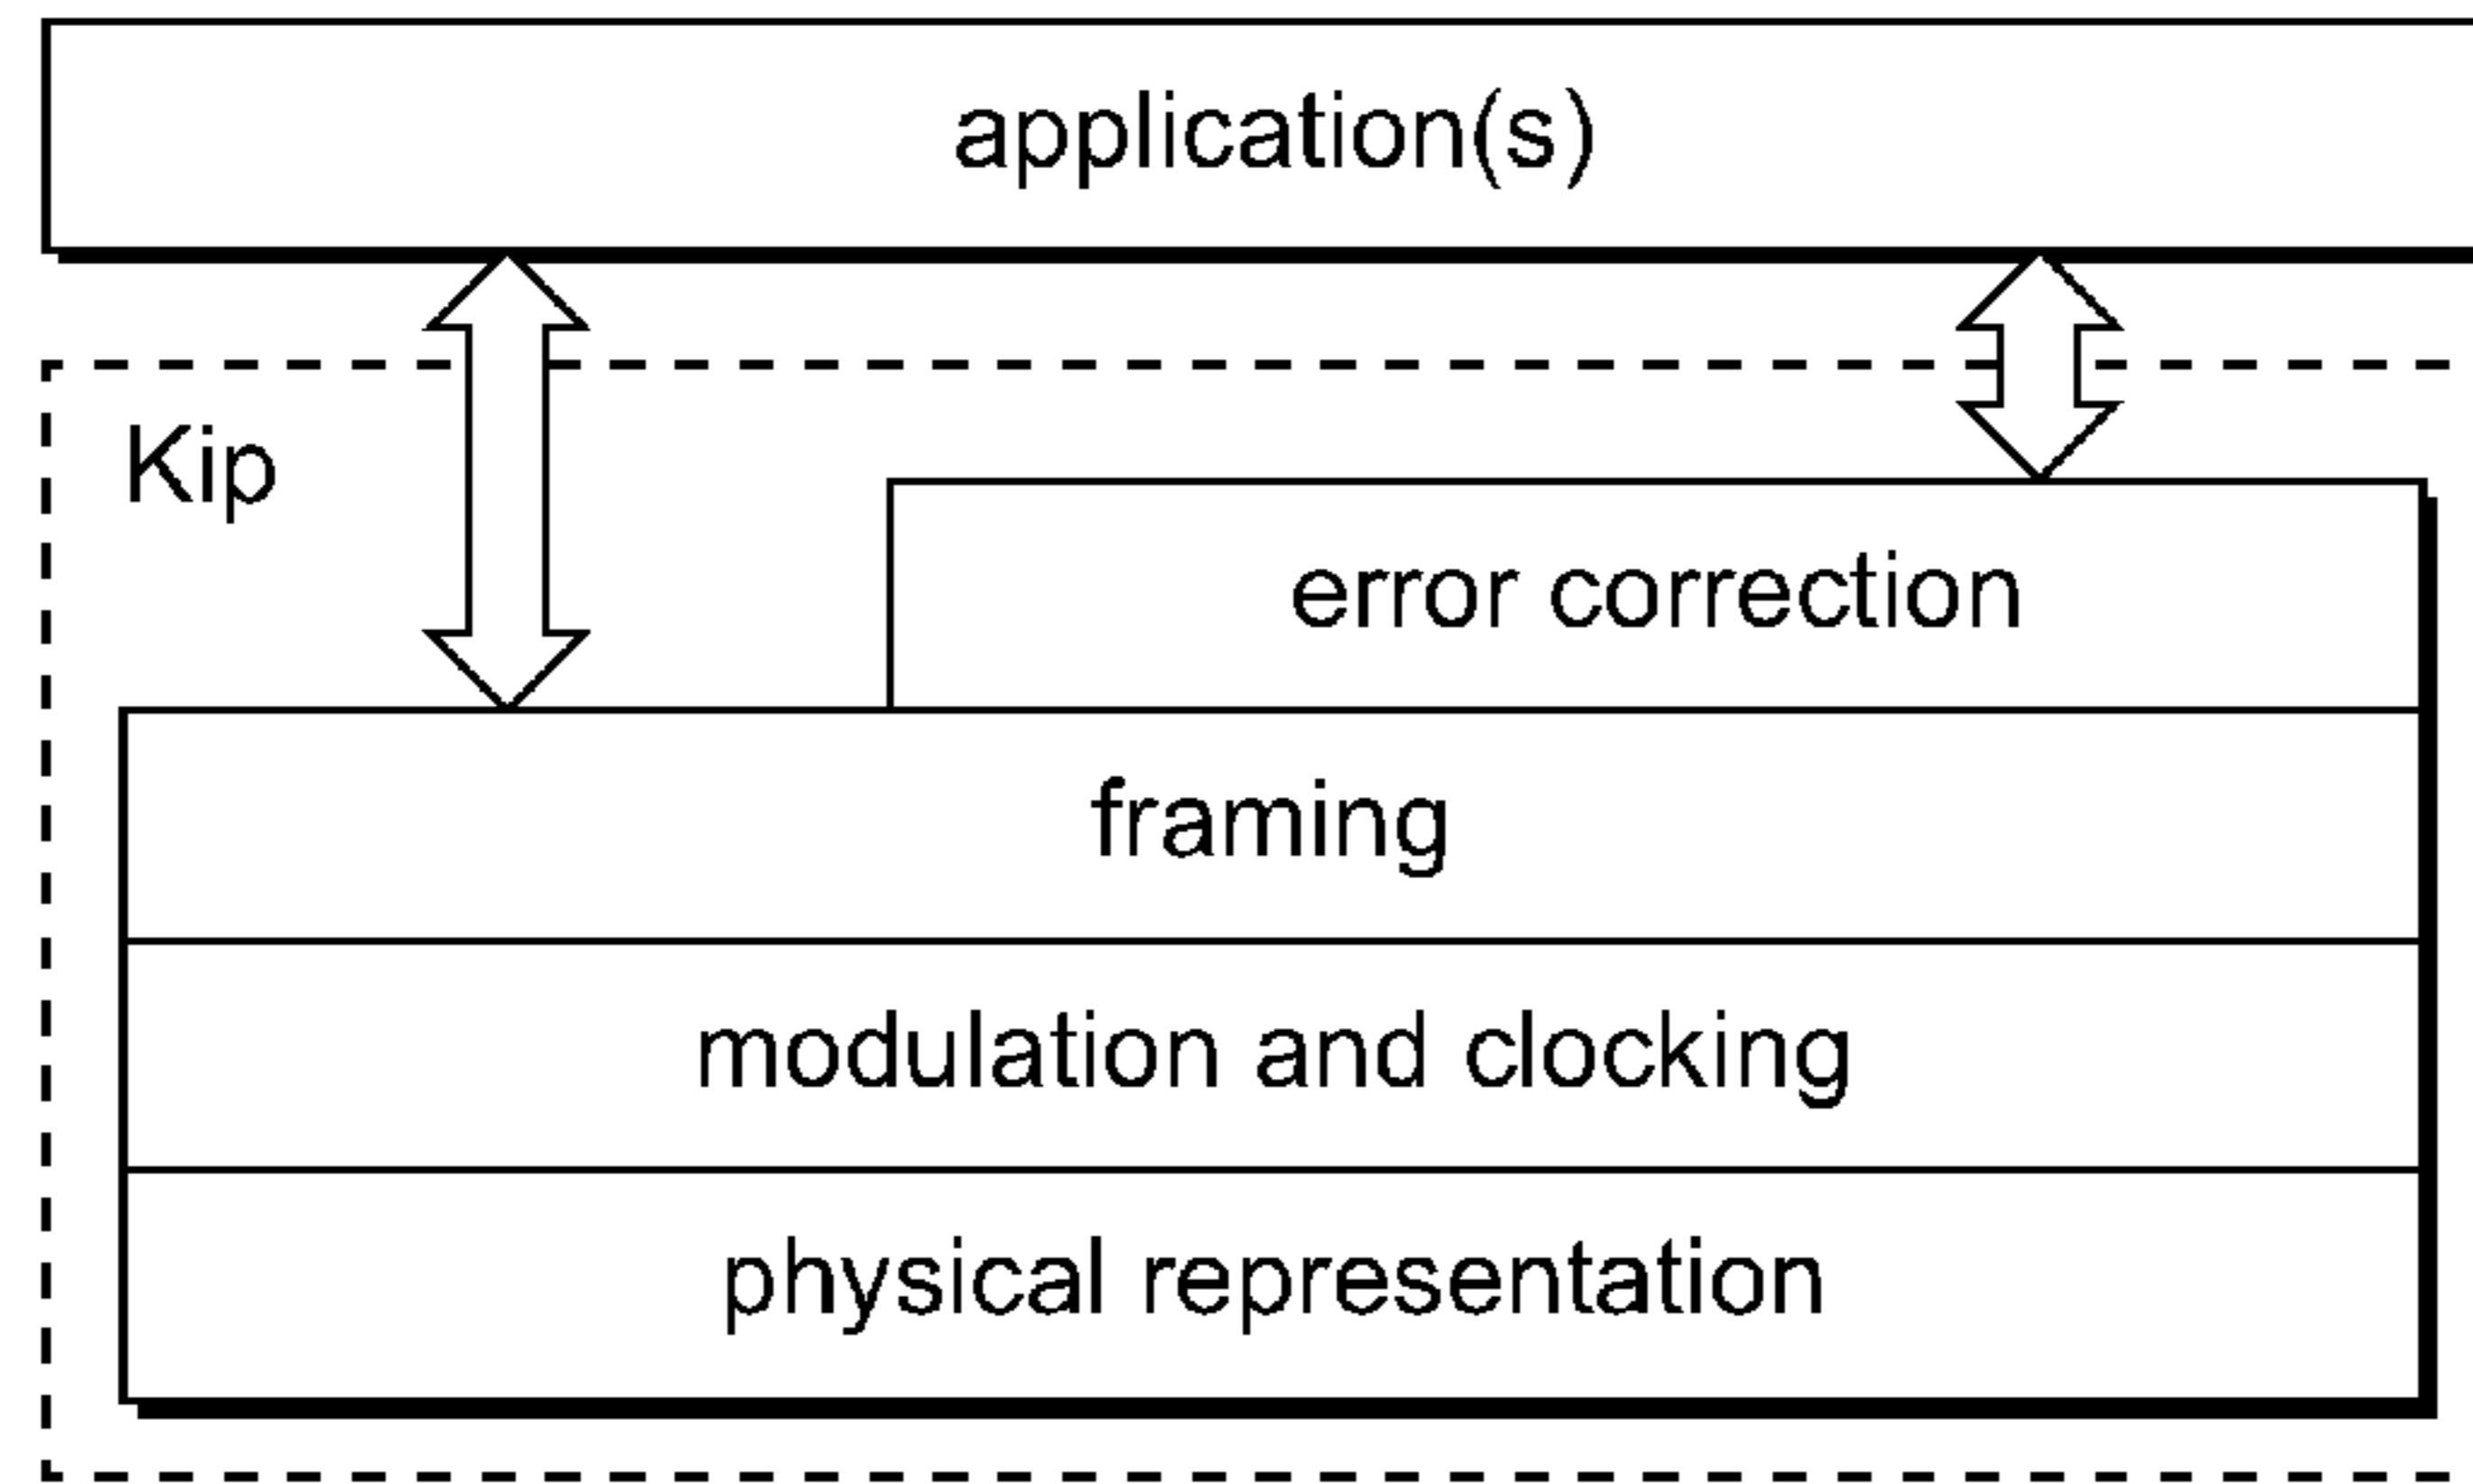 application(s)
Kip
error correction
framing
modulation and clocking
physical representation